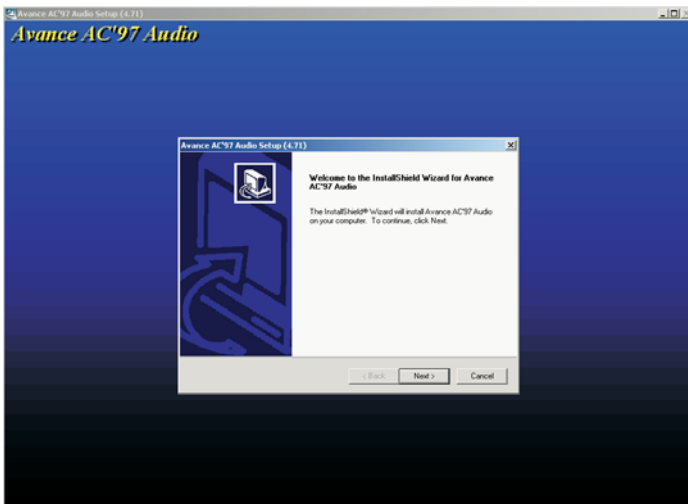 Avance AC'97 Audio Setup (4.71)
Avance AC'97 Audio
Avance AC'97 Audio Setup (4.71)
Welcome to the InstallShield Wizard for Avance
AC'97 Audio
The InstallShield® Wizard will install Avance AC'97 Audio
on your computer. To continue, click Next.
< Back
Next >
Cancel